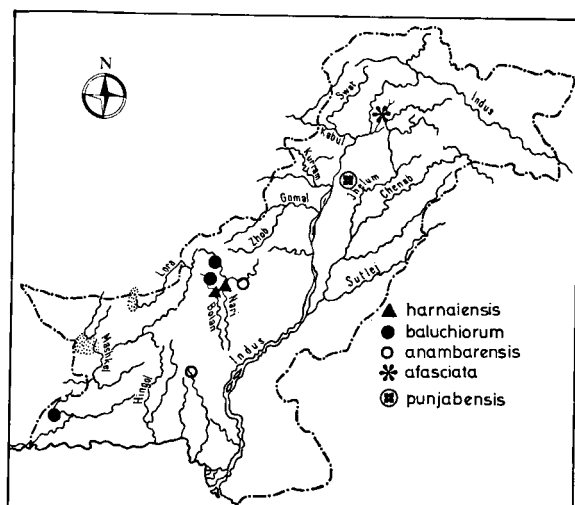 N
Swat
Indus
Kabul
Kurram
Jhelum
Chenab
Gomal
Zhob
Lora
Sutlej
Nari
Bolan
Indus
Mashkel
Hingol
harnaiensis
baluchiorum
anambarensis
afasciata
punjabensis